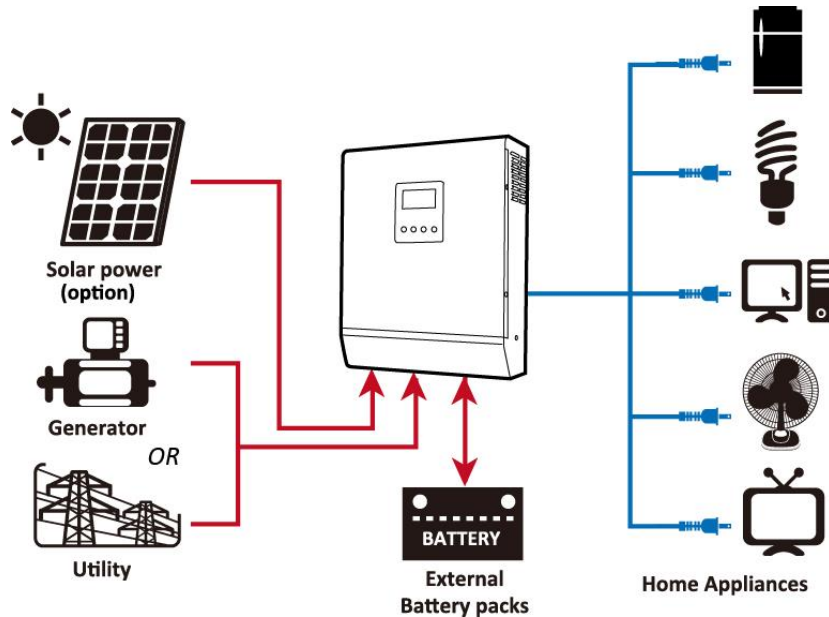 Solar power
(option)
Generator
OR
Utility
BATTERY
External
Battery packs
Home Appliances